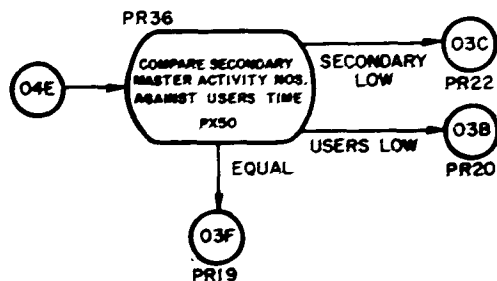 PR36
COMPARE SECONDARY
MASTER ACTIVITY NOS.
AGAINST USERS TIME
PX50
04E
03C
SECONDARY
LOW
PR22
03B
USERS LOW
PR20
EQUAL
03F
PR19